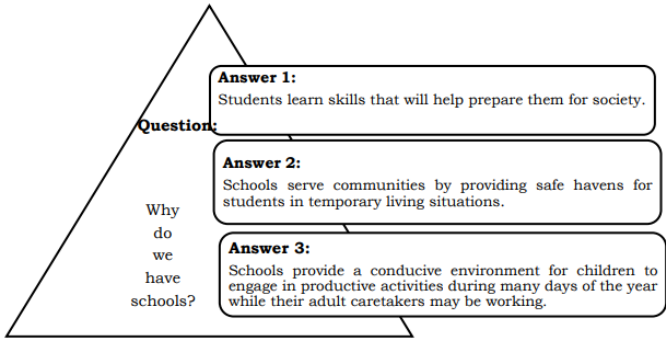 Question:
Why
do
we
have
schools?
Answer 1:
Students learn skills that will help prepare them for society.
Answer 2:
Schools serve communities by providing safe havens for
students in temporary living situations.
Answer 3:
Schools provide a conducive environment for children to
engage in productive activities during many days of the year
while their adult caretakers may be working.